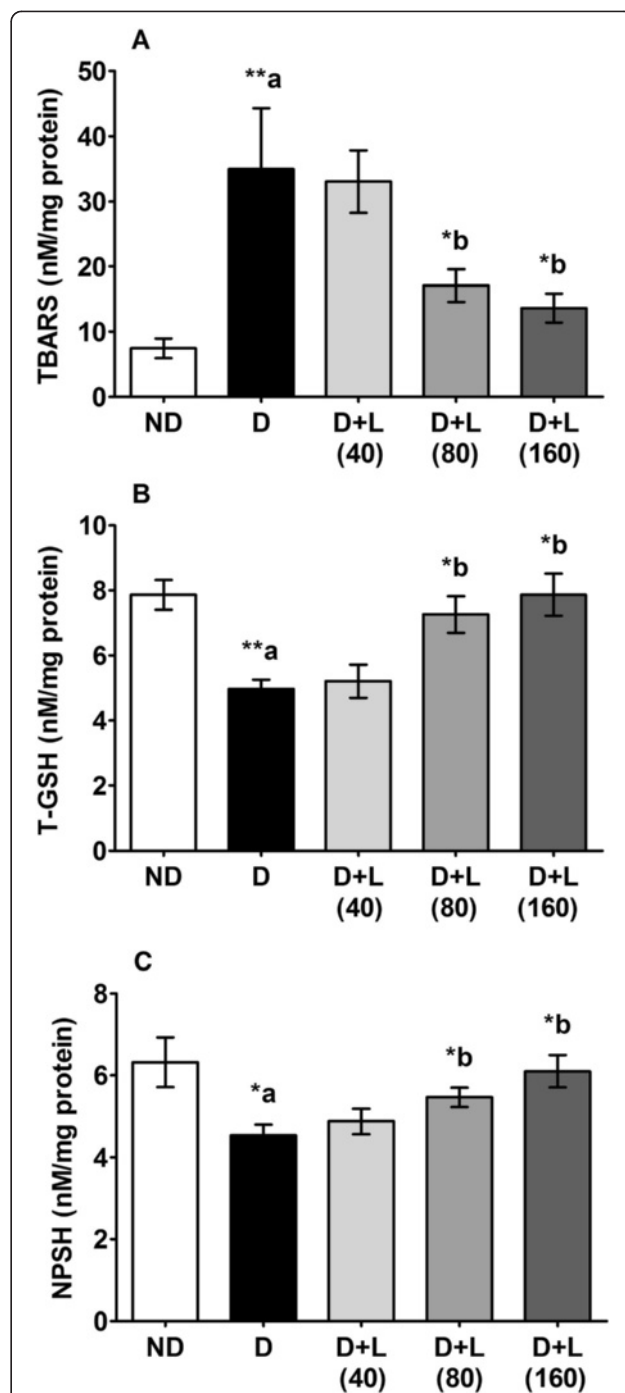 A
TBARS (nM/mg protein)
50
40
30
20
10
0
**a
*b
*b
ND D D+L D+L D+L
(40) (80) (160)
B
T-GSH (nM/mg protein)
10
8
6
4
2
0
**a
*b
*b
ND D D+L D+L D+L
(40) (80) (160)
C
NPSH (nM/mg protein)
8
6
4
2
0
*a
*b
*b
ND D D+L D+L D+L
(40) (80) (160)